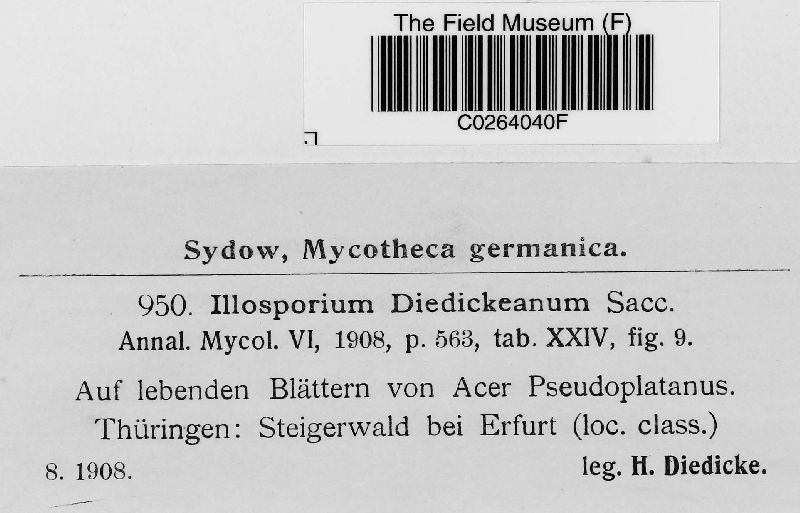 The Field Museum (F)
C0264040F
Sydow, Mycotheca germanica.
950. Illosporium Diedickeanum Sacc.
Annal. Mycol. VI, 1908, p. 563, tab. XXIV, fig. 9.
Auf lebenden Blättern von Acer Pseudoplatanus.
Thüringen: Steigerwald bei Erfurt (loc. class.)
8. 1908. leg. H. Diedicke.